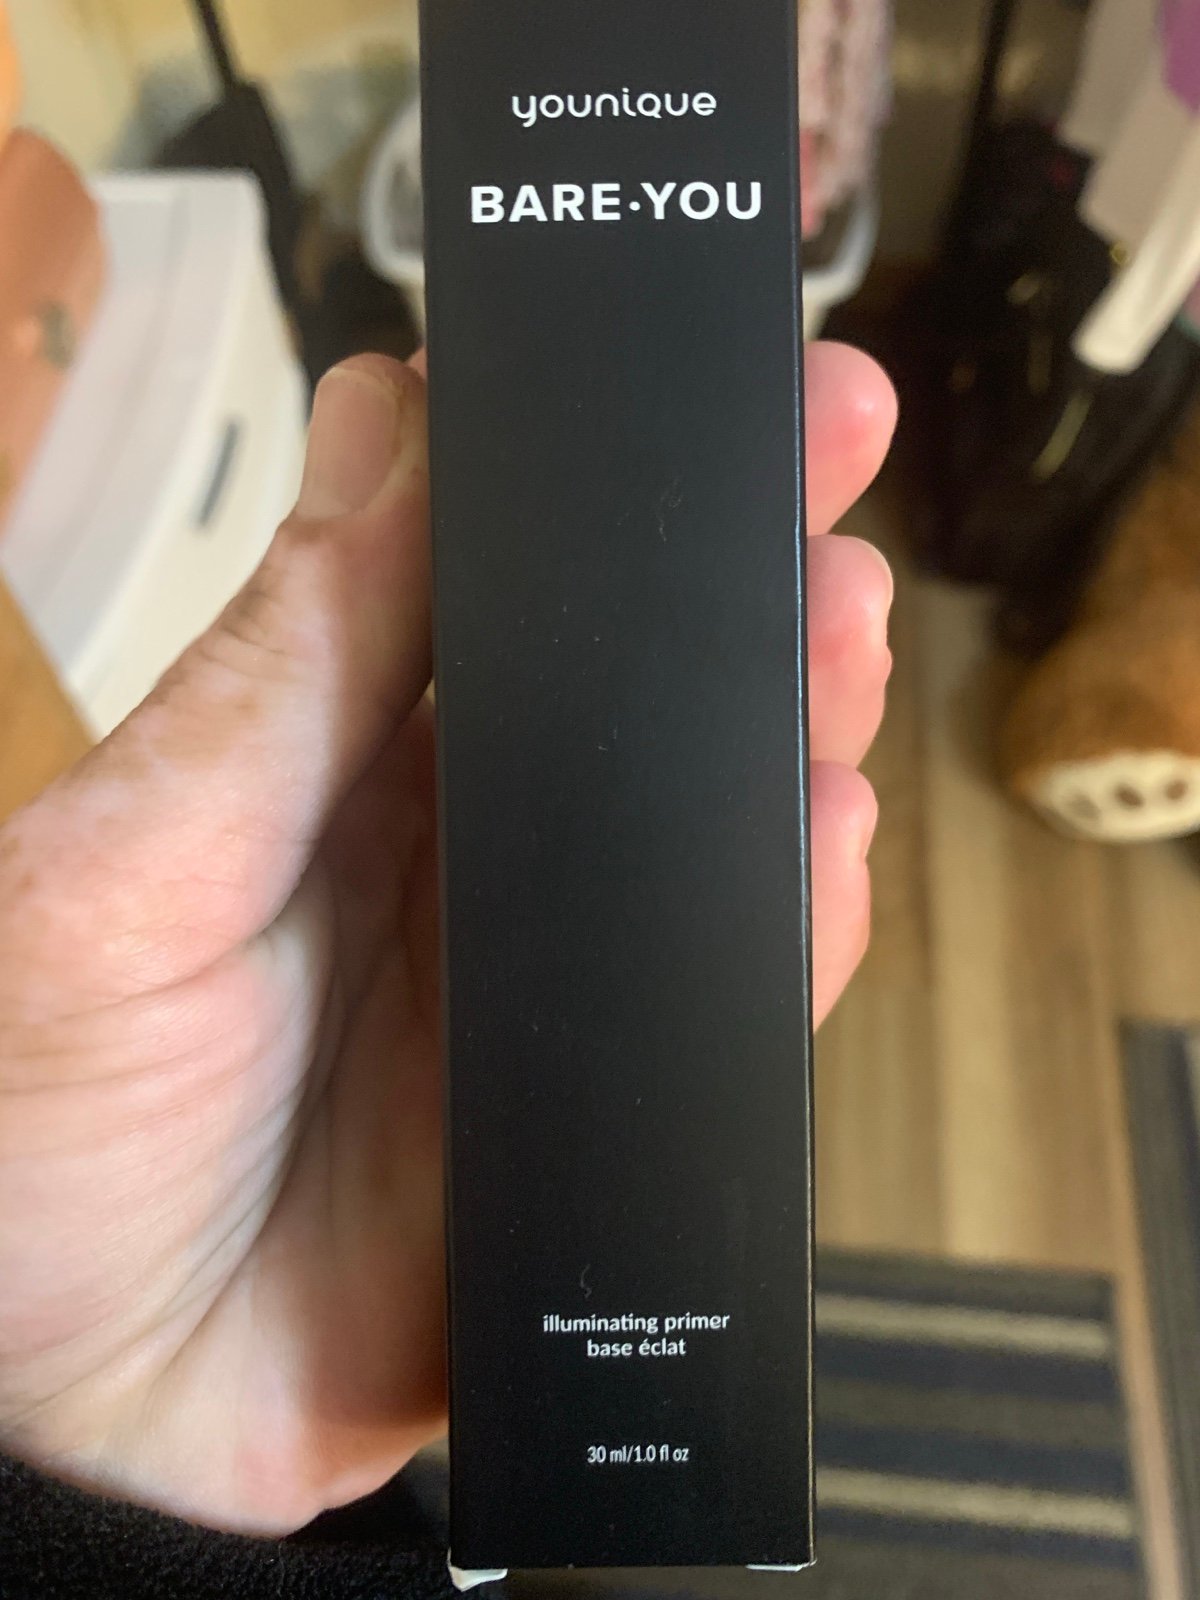 younique
BARE·YOU
illuminating primer
base éclat
30 ml/1.0 fl oz